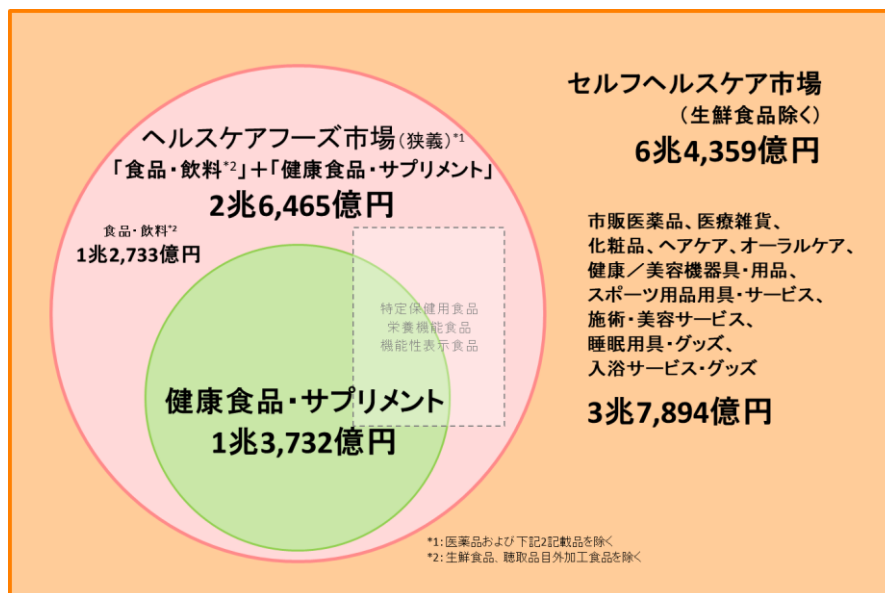 セルフヘルスケア市場
(生鮮食品除く)
6兆4,359億円
ヘルスケアフーズ市場(狭義)*1
「食品・飲料*2」+「健康食品・サプリメント」
2兆6,465億円
食品・飲料*2
1兆2,733億円
特定保健用食品
栄養機能食品
機能性表示食品
健康食品・サプリメント
1兆3,732億円
市販医薬品、医療雑貨、
化粧品、ヘアケア、オーラルケア、
健康/美容機器具・用品、
スポーツ用品用具・サービス、
施術・美容サービス、
睡眠用具・グッズ、
入浴サービス・グッズ
3兆7,894億円
*1:医薬品および下記2記載品を除く
*2:生鮮食品、聴取品目外加工食品を除く